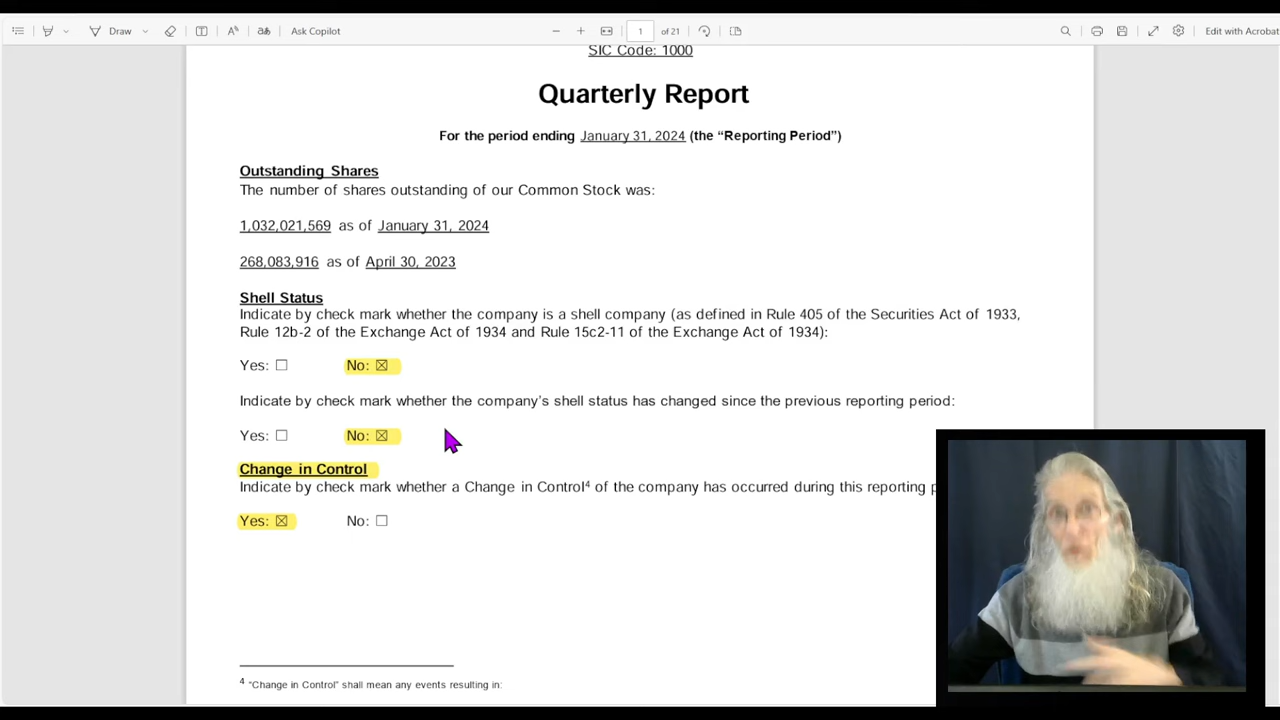 Draw
Ask Copilot
1 of 21
Edit with Acrobat
SIC Code: 1000
Quarterly Report
For the period ending January 31, 2024 (the “Reporting Period”)
Outstanding Shares
The number of shares outstanding of our Common Stock was:
1,032,021,569 as of January 31, 2024
268,083,916 as of April 30, 2023
Shell Status
Indicate by check mark whether the company is a shell company (as defined in Rule 405 of the Securities Act of 1933,
Rule 12b-2 of the Exchange Act of 1934 and Rule 15c2-11 of the Exchange Act of 1934):
Yes: ☐ No: ☒
Indicate by check mark whether the company’s shell status has changed since the previous reporting period:
Yes: ☐ No: ☒
Change in Control
Indicate by check mark whether a Change in Control⁴ of the company has occurred during this reporting
Yes: ☒ No: ☐
⁴ “Change in Control” shall mean any events resulting in: